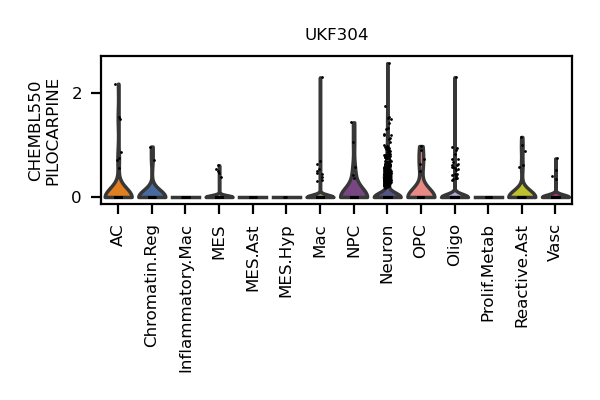 UKF304
CHEMBL550
PILOCARPINE
2
0
AC
Chromatin.Reg
Inflammatory.Mac
MES
MES.Ast
MES.Hyp
Mac
NPC
Neuron
OPC
Oligo
Prolif.Metab
Reactive.Ast
Vasc